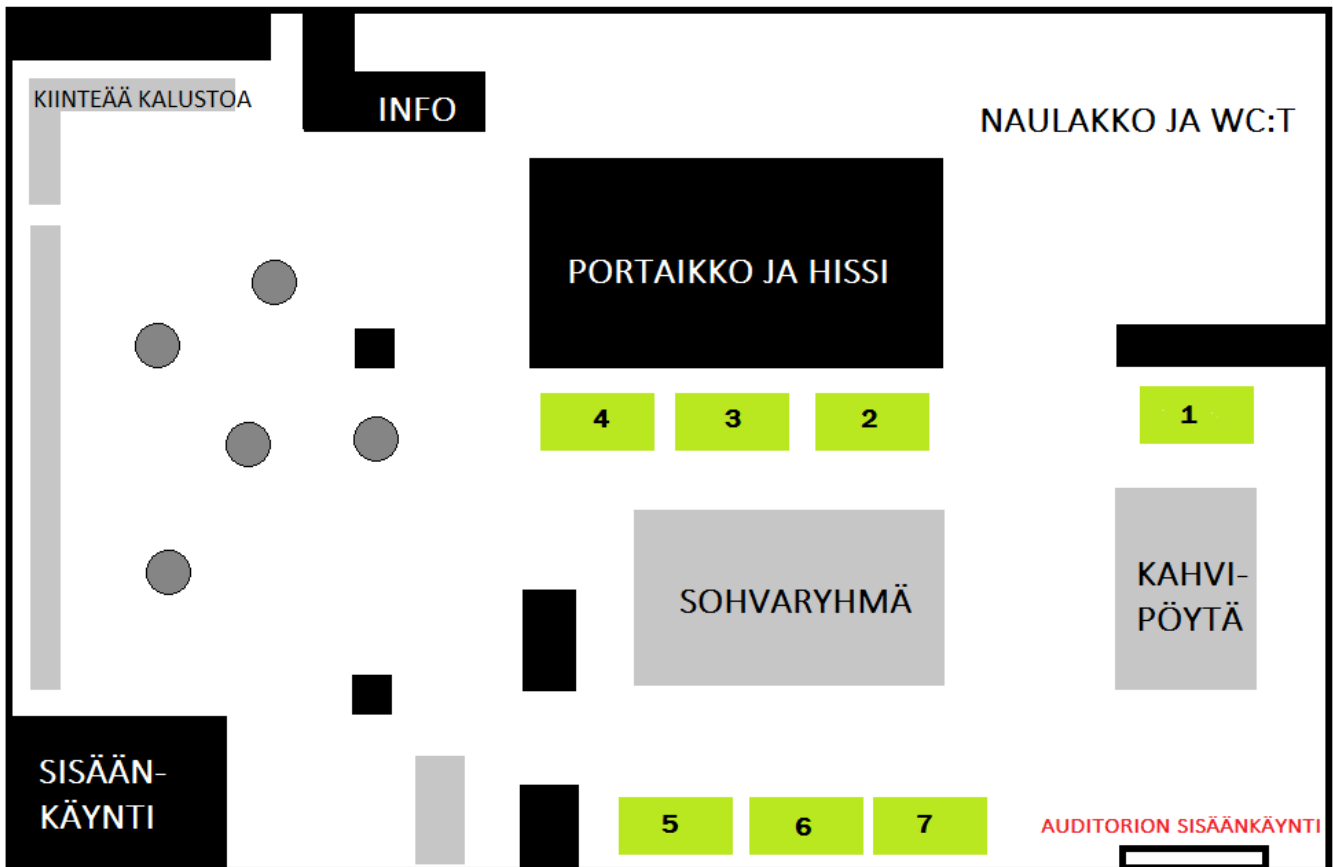 KIINTEÄÄ KALUSTOA
INFO
NAULAKKO JA WC:T
PORTAIKKO JA HISSI
4
3
2
1
SOHVARYHMÄ
KAHVI-
PÖYTÄ
SISÄÄN-
KÄYNTI
5
6
7
AUDITORION SISÄÄNKÄYNTI